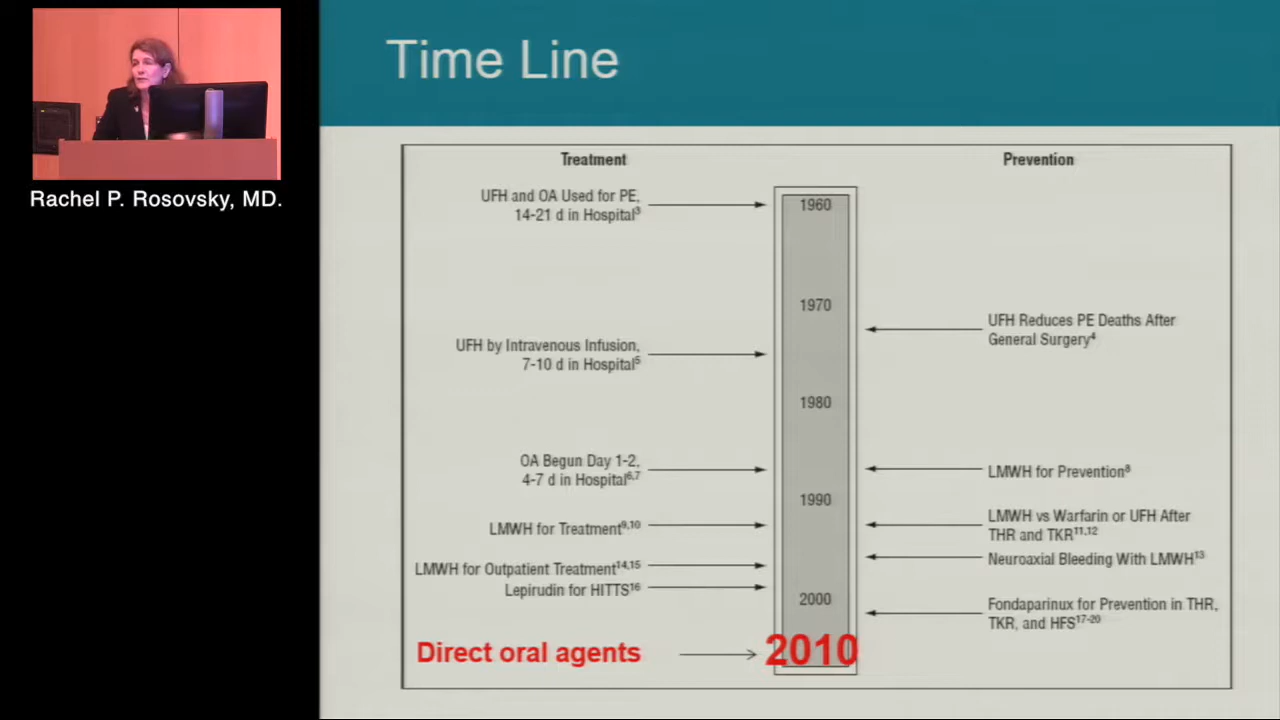 Time Line
Rachel P. Rosovsky, MD.
Treatment
Prevention
UFH and OA Used for PE,
14-21 d in Hospital3
1960
1970
UFH Reduces PE Deaths After
General Surgery4
UFH by Intravenous Infusion,
7-10 d in Hospital5
1980
OA Begun Day 1-2,
4-7 d in Hospital6,7
LMWH for Prevention8
1990
LMWH for Treatment9,10
LMWH vs Warfarin or UFH After
THR and TKR11,12
Neuroaxial Bleeding With LMWH13
LMWH for Outpatient Treatment14,15
Lepirudin for HITTS16
2000
Fondaparinux for Prevention in THR,
TKR, and HFS17-20
Direct oral agents
2010